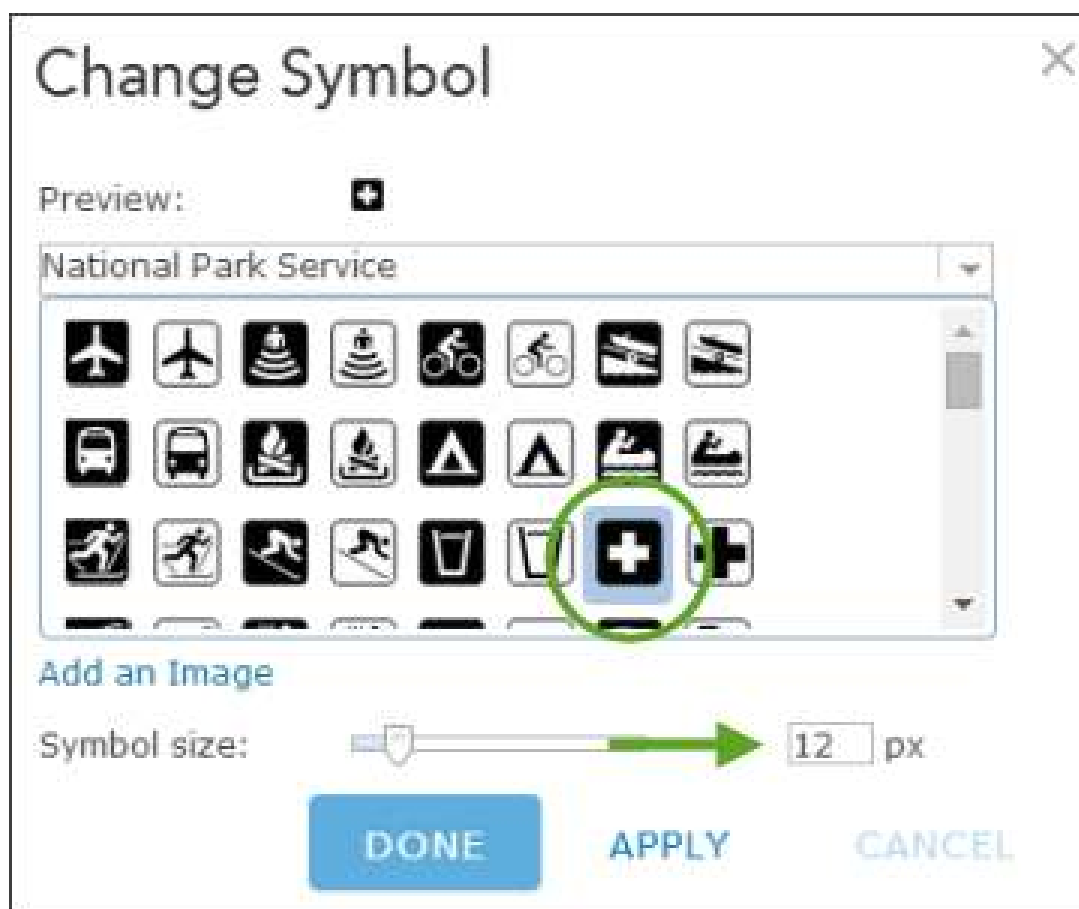 Change Symbol
Preview:
National Park Service
Add an Image
Symbol size:
12 px
DONE APPLY CANCEL